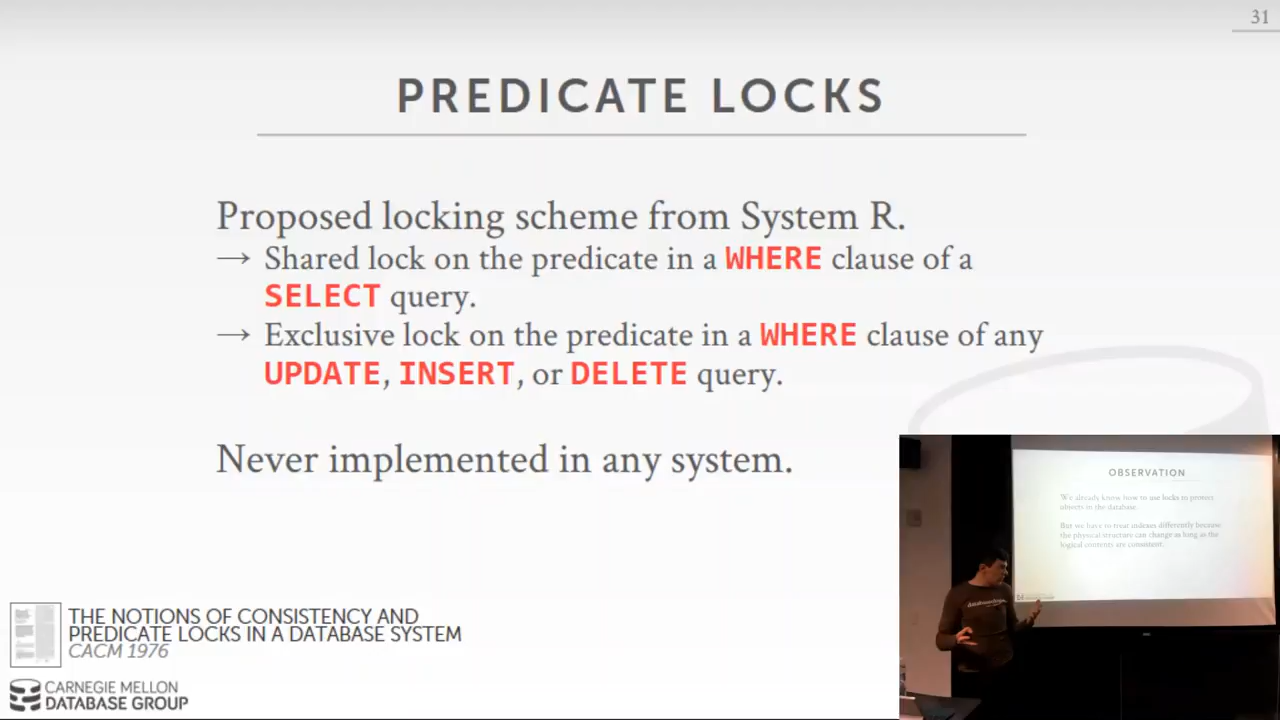 31
PREDICATE LOCKS
Proposed locking scheme from System R.
→ Shared lock on the predicate in a WHERE clause of a
SELECT query.
→ Exclusive lock on the predicate in a WHERE clause of any
UPDATE, INSERT, or DELETE query.
Never implemented in any system.
OBSERVATION
We already know how to use locks to protect
objects in the database.
But we have to treat indexes differently because
the physical structure can change as long as the
logical contents are consistent.
THE NOTIONS OF CONSISTENCY AND
PREDICATE LOCKS IN A DATABASE SYSTEM
CACM 1976
CARNEGIE MELLON
DATABASE GROUP